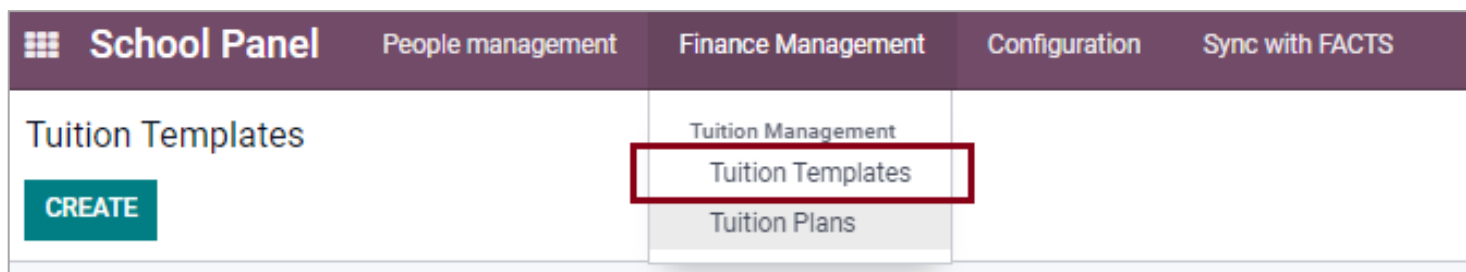 School Panel People management Finance Management Configuration Sync with FACTS
Tuition Templates
Tuition Management
Tuition Templates
CREATE
Tuition Plans